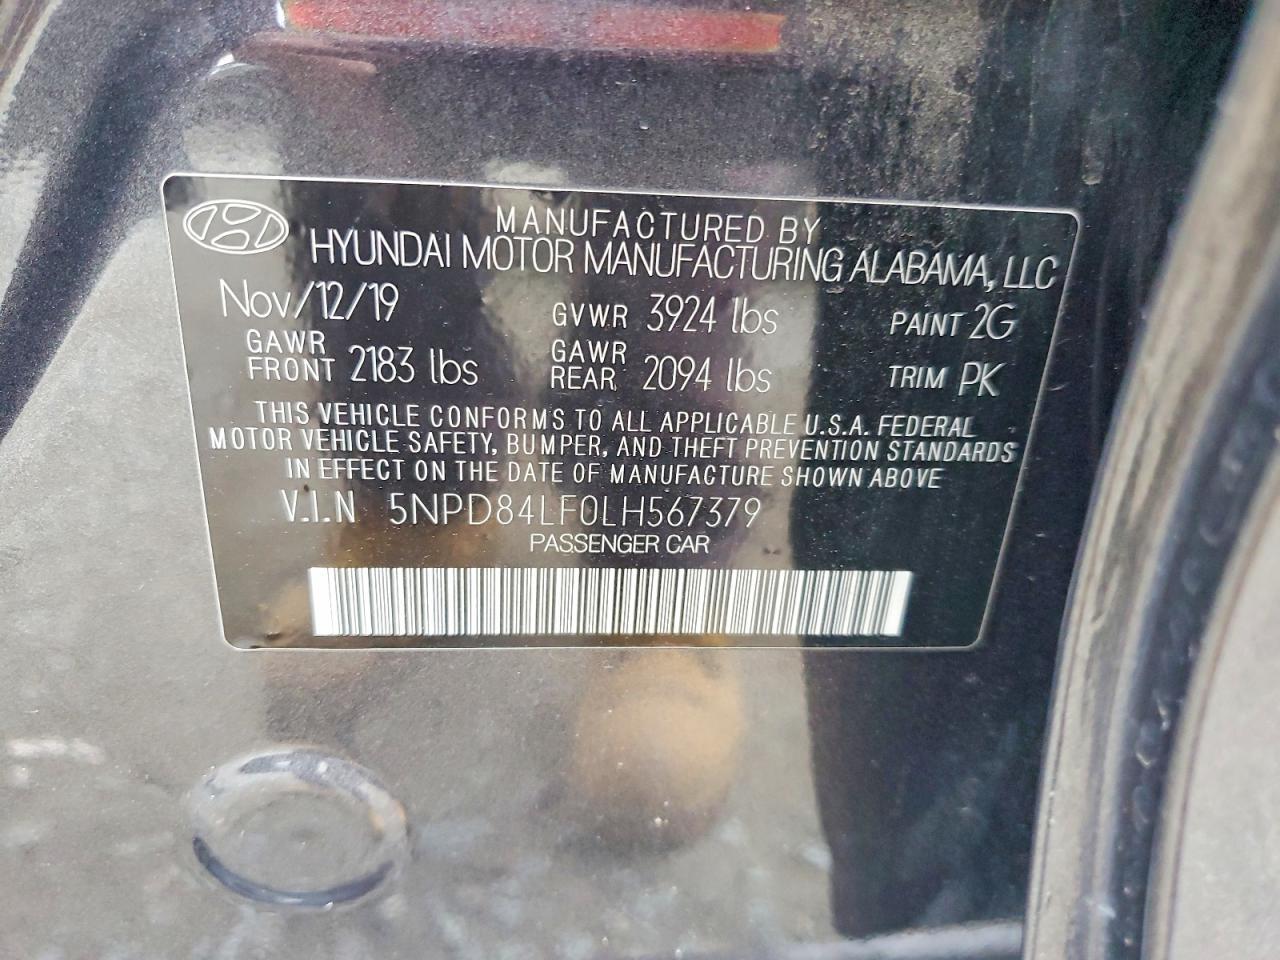 MANUFACTURED BY
HYUNDAI MOTOR MANUFACTURING ALABAMA, LLC
Nov/12/19 GVWR 3924 lbs PAINT 2G
GAWR FRONT 2183 lbs GAWR REAR 2094 lbs TRIM PK
THIS VEHICLE CONFORMS TO ALL APPLICABLE U.S.A. FEDERAL
MOTOR VEHICLE SAFETY, BUMPER, AND THEFT PREVENTION STANDARDS
IN EFFECT ON THE DATE OF MANUFACTURE SHOWN ABOVE
V.I.N 5NPD84LF0LH567379
PASSENGER CAR